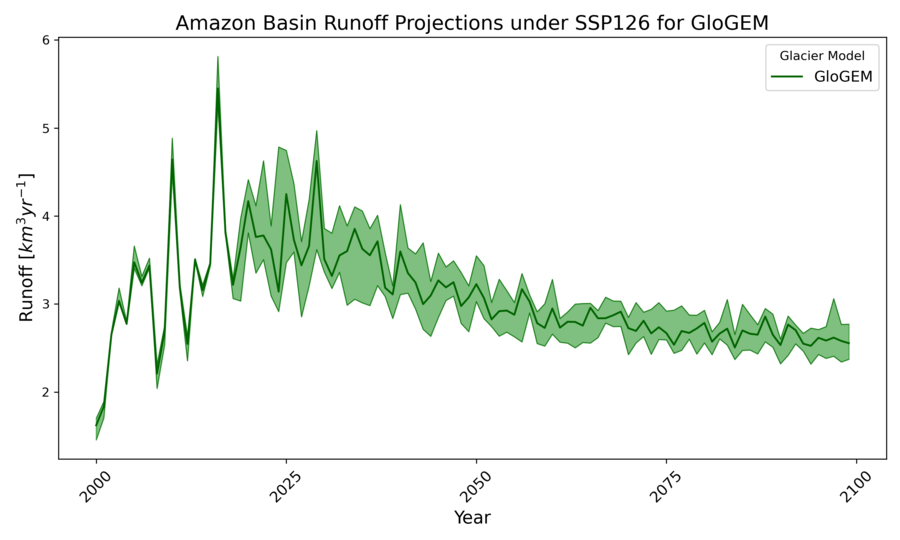 Amazon Basin Runoff Projections under SSP126 for GloGEM
Glacier Model
GloGEM
Runoff [km³yr⁻¹]
6
5
4
3
2
2000
2025
2050
2075
2100
Year